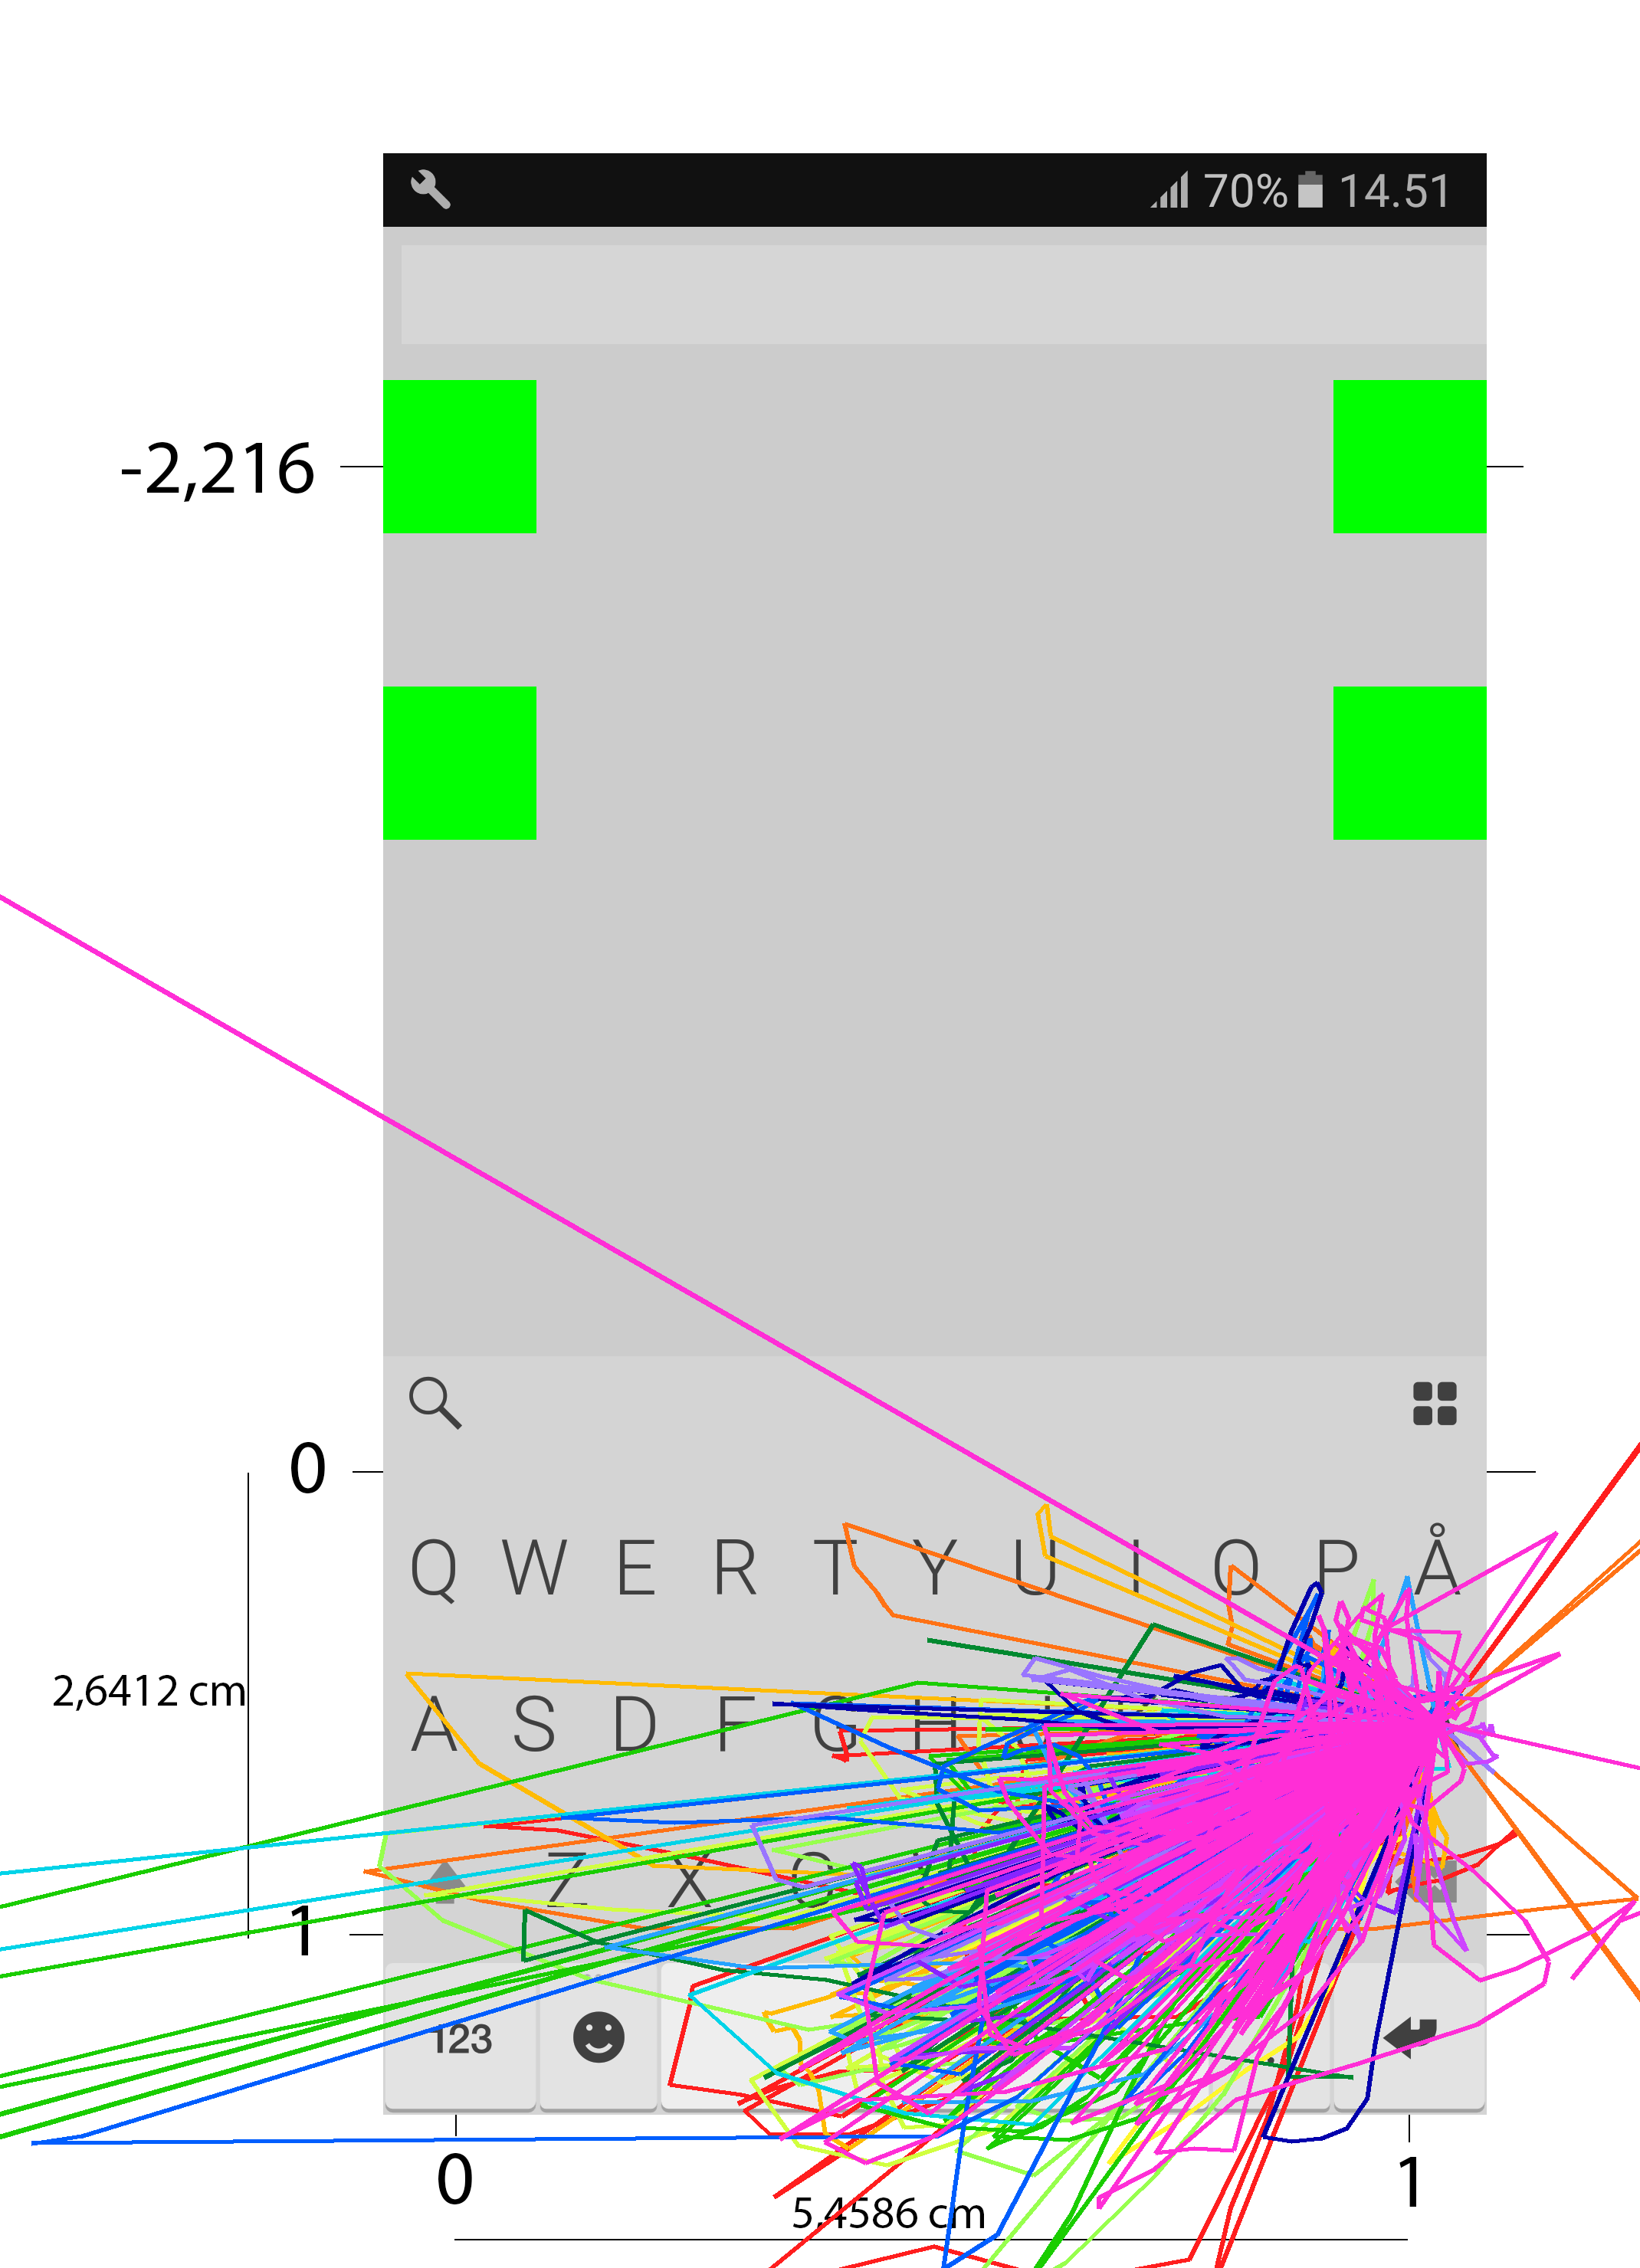 70% 14.51
-2,216
0
Q W E R T Y U I O P Å
2,6412 cm
A S D F G H
Z X
1
123
0 1
5,4586 cm